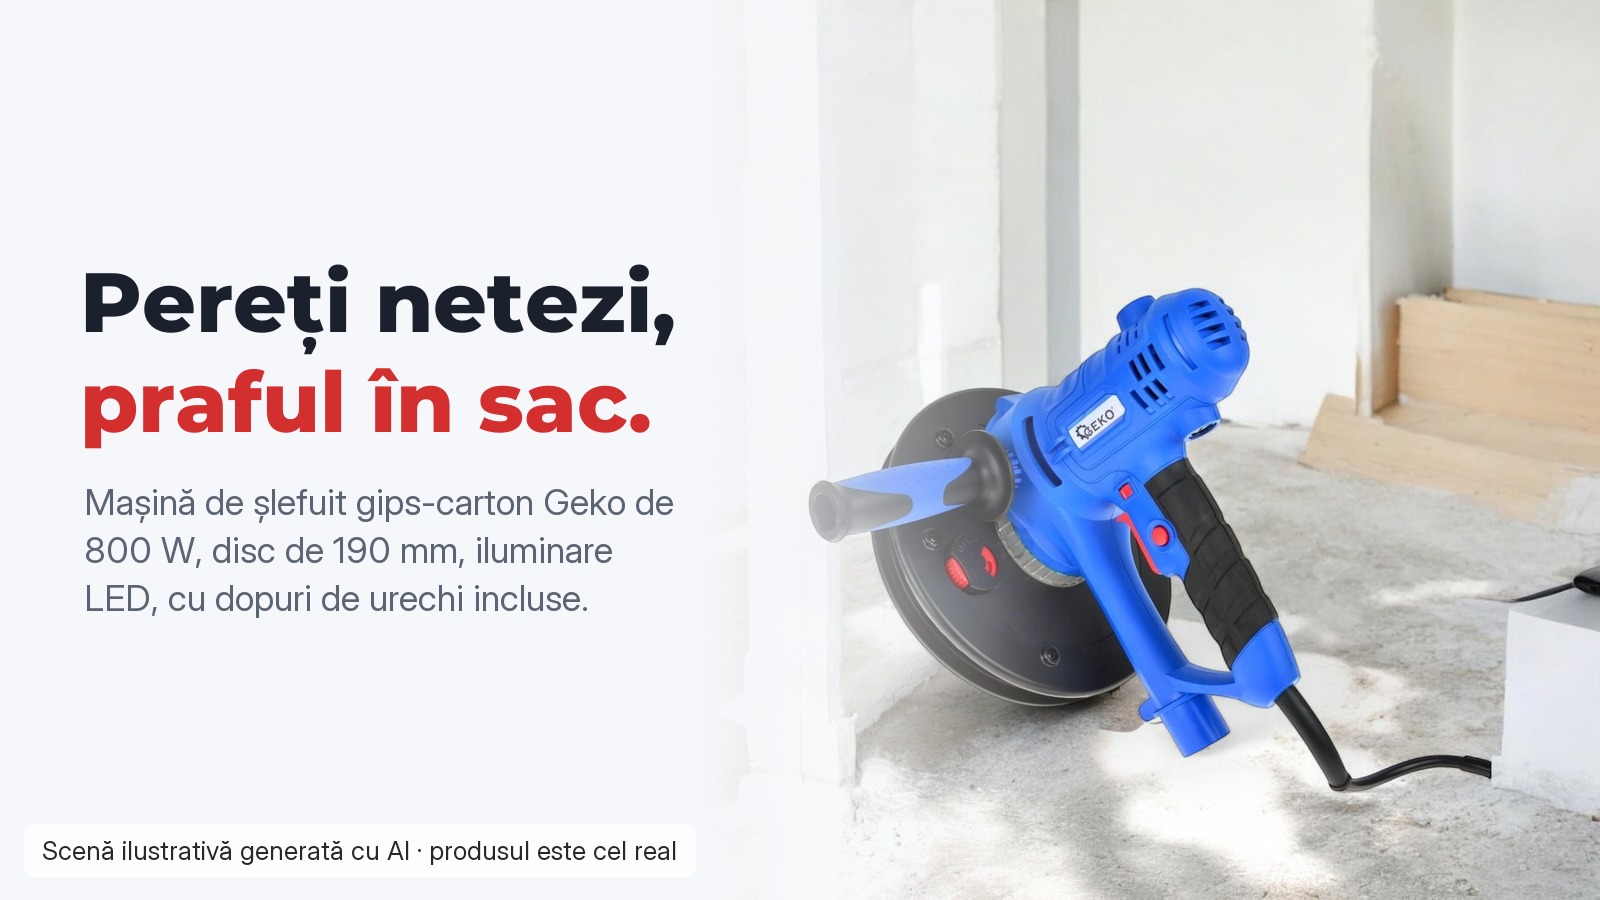 Pereți netezi,
praful în sac.
Mașină de șlefuit gips-carton Geko de
800 W, disc de 190 mm, iluminare
LED, cu dopuri de urechi incluse.
GEKO
Scenă ilustrativă generată cu AI · produsul este cel real